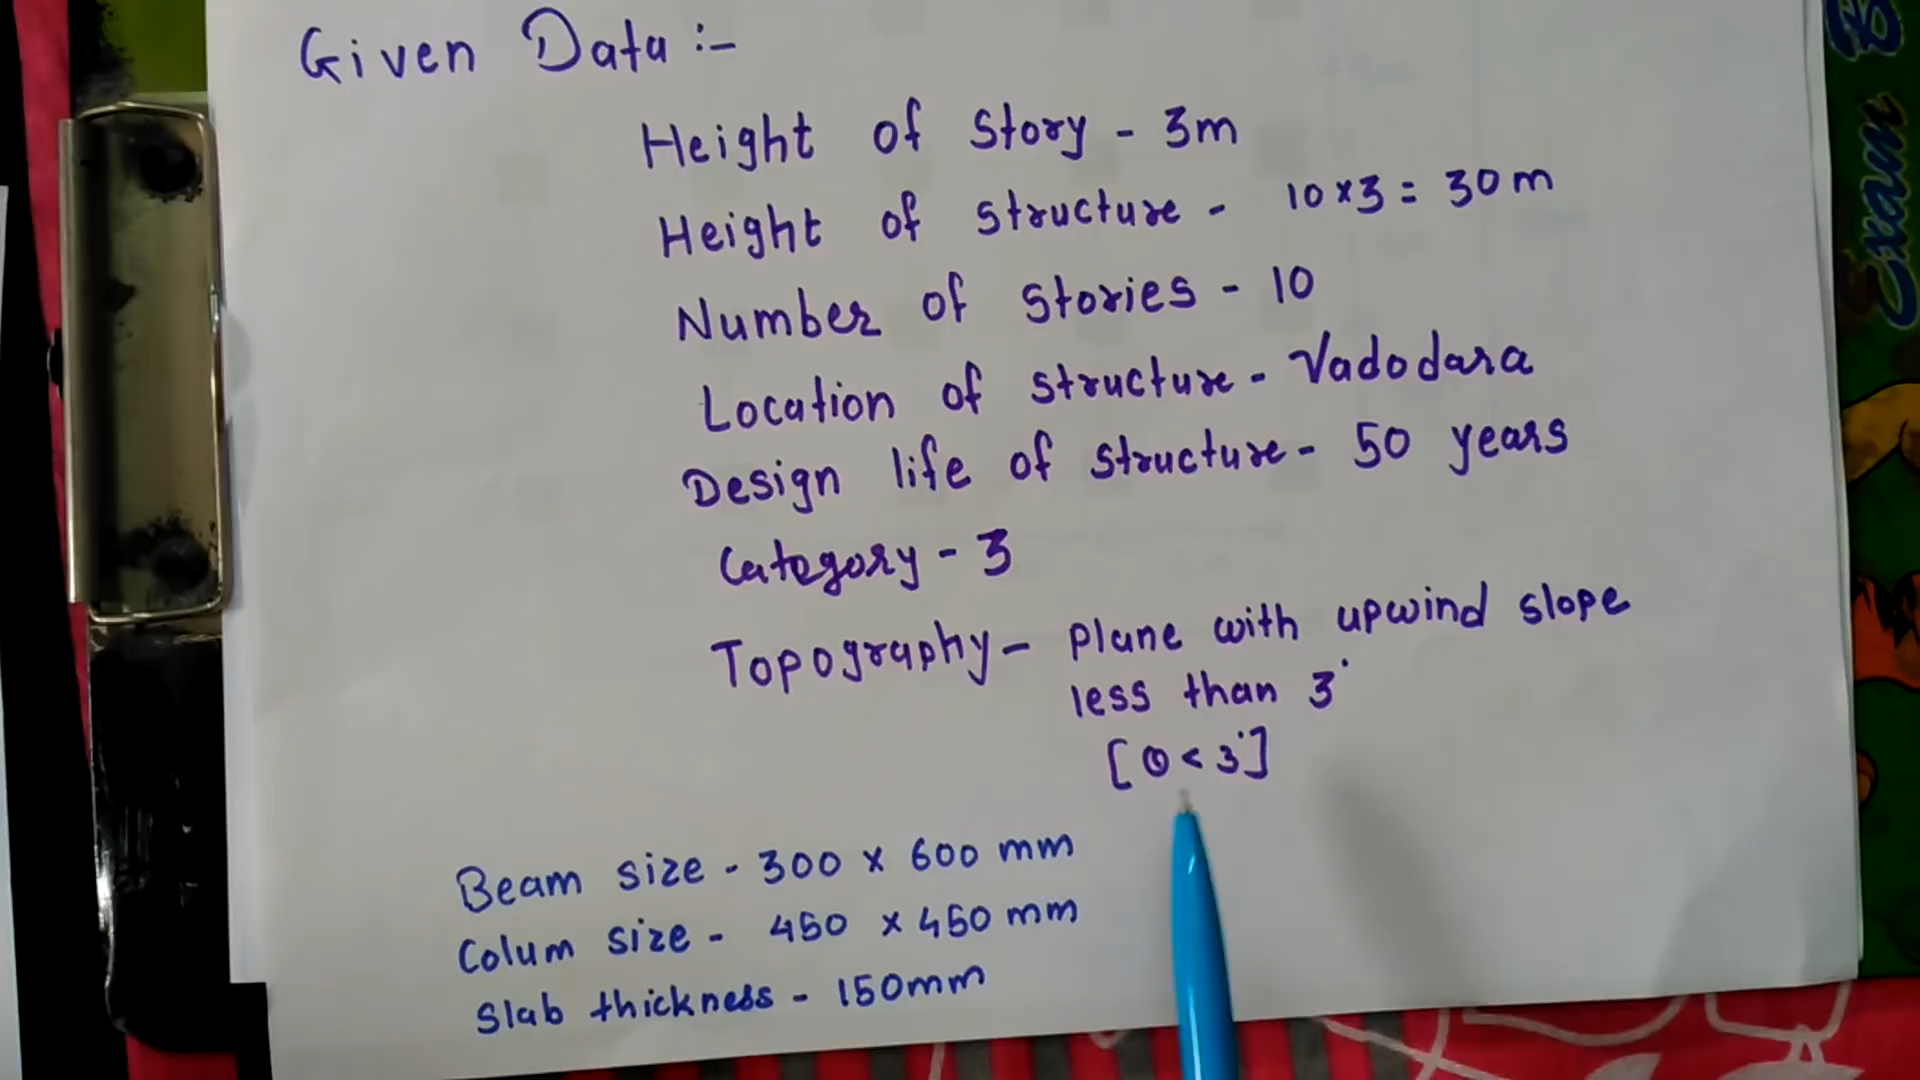 Given Data :-
Height of Story - 3m
Height of structure - 10 x 3 = 30 m
Number of Stories - 10
Location of structure - Vadodara
Design life of structure - 50 years
Category - 3
Topography - plane with upwind slope
less than 3°
[θ < 3°]
Beam size - 300 x 600 mm
Colum size - 450 x 450 mm
Slab thickness - 150mm
Exam